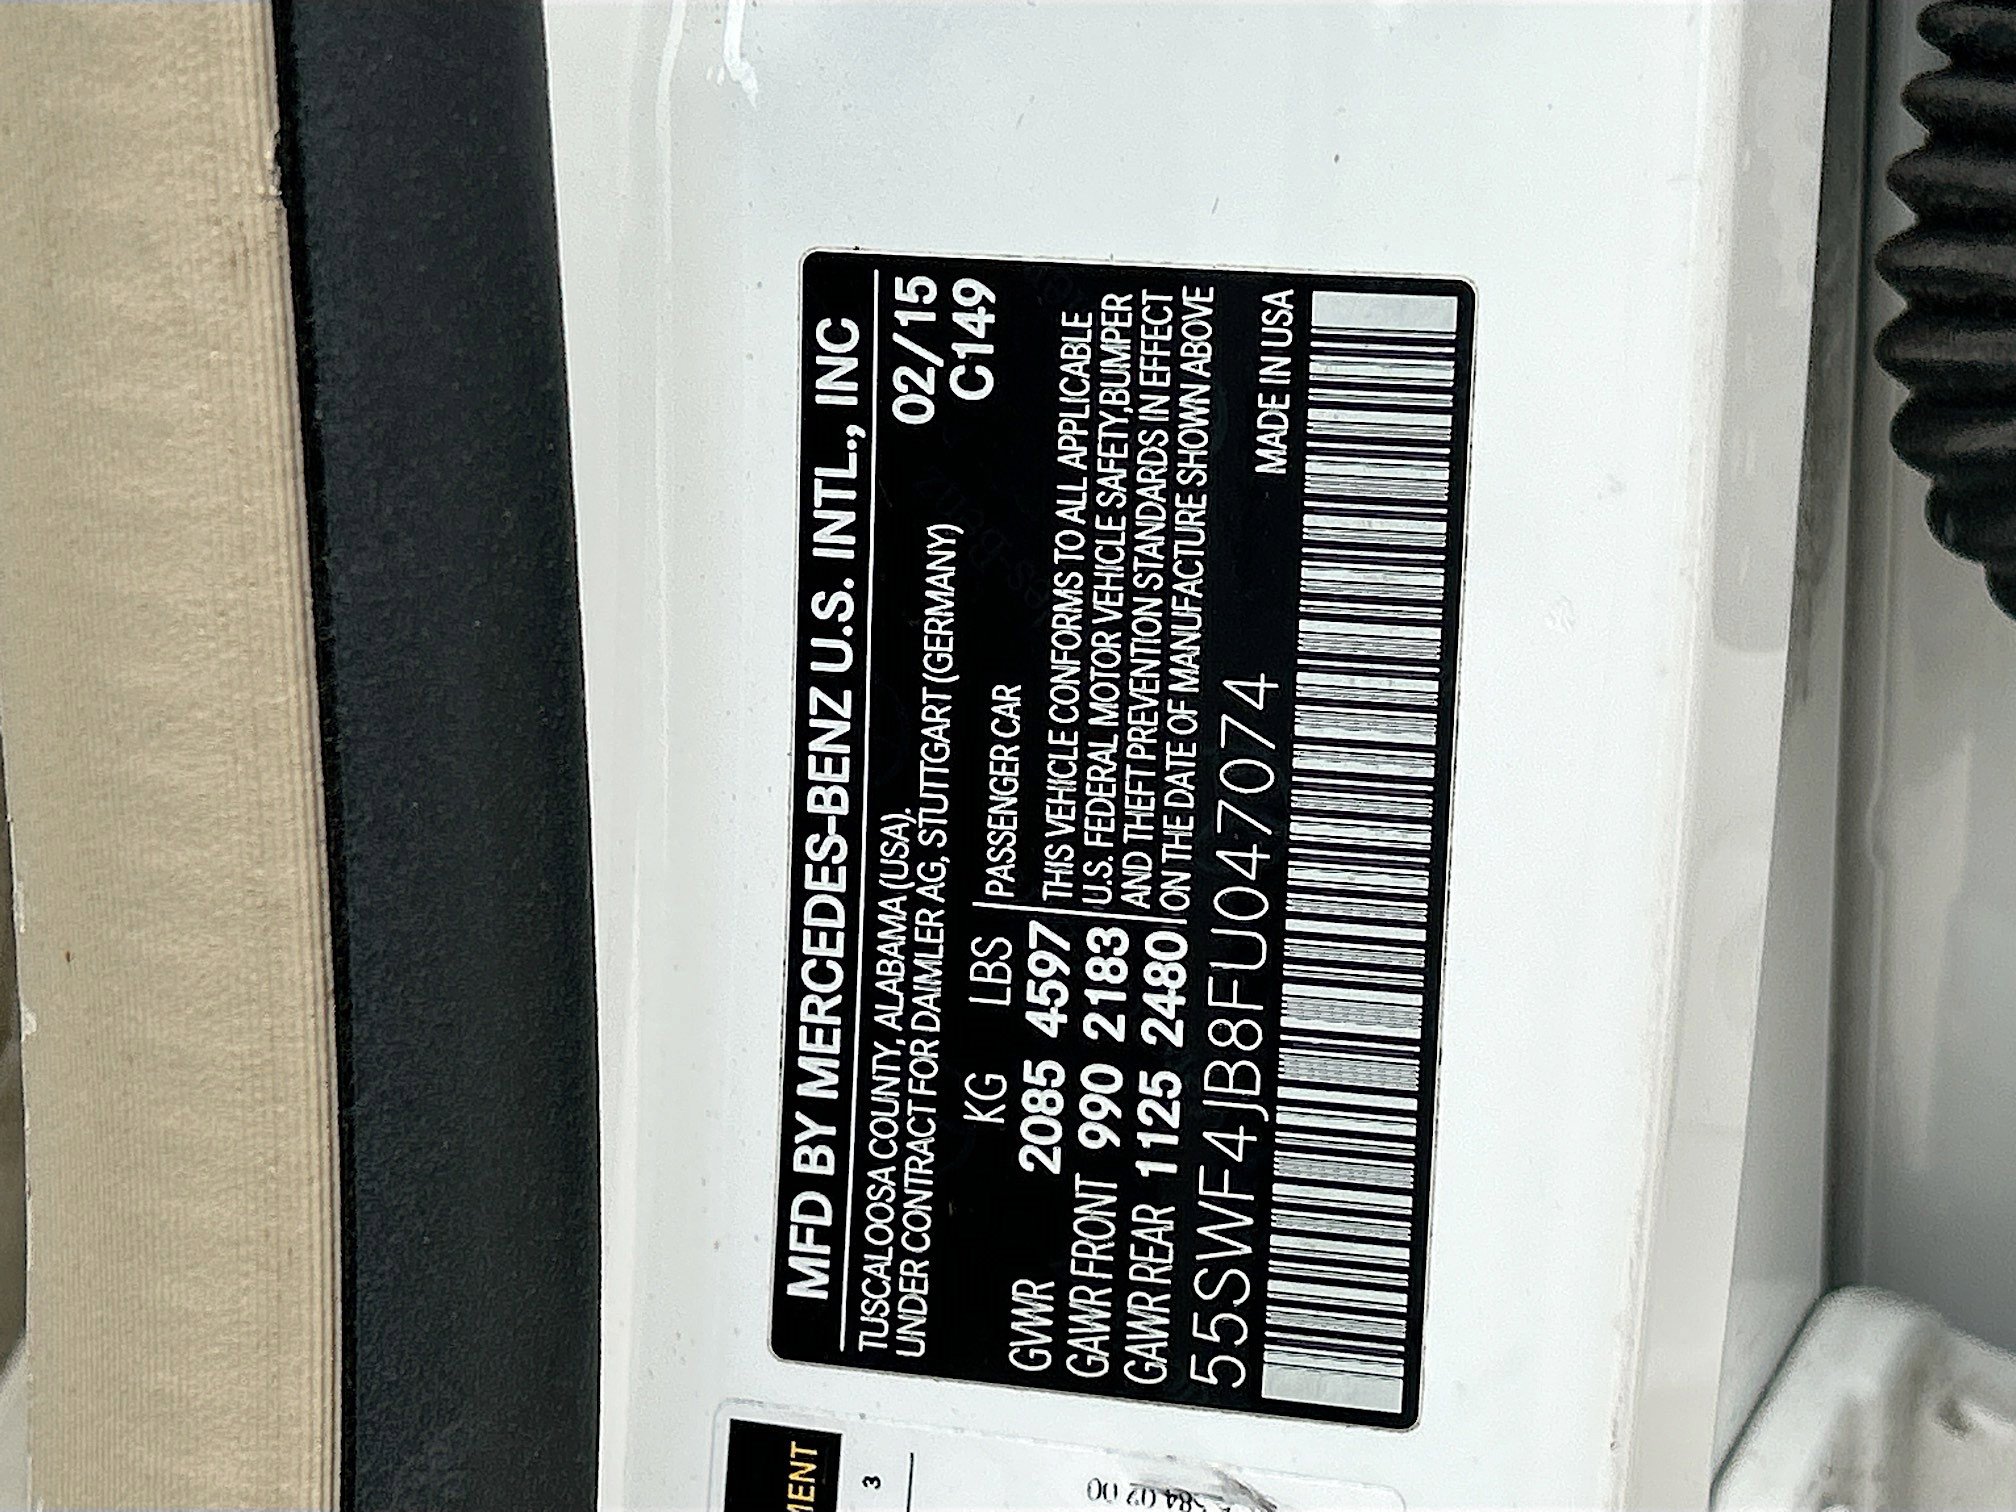 MFD BY MERCEDES-BENZ U.S. INTL., INC
TUSCALOOSA COUNTY, ALABAMA (USA). 02/15
UNDER CONTRACT FOR DAIMLER AG, STUTTGART (GERMANY) C149
KG LBS PASSENGER CAR
GVWR 2085 4597 THIS VEHICLE CONFORMS TO ALL APPLICABLE
GAWR FRONT 990 2183 U.S. FEDERAL MOTOR VEHICLE SAFETY,BUMPER
GAWR REAR 1125 2480 AND THEFT PREVENTION STANDARDS IN EFFECT
ON THE DATE OF MANUFACTURE SHOWN ABOVE
55SWF4JB8FU047074
MADE IN USA
MENT
3
584 02 00